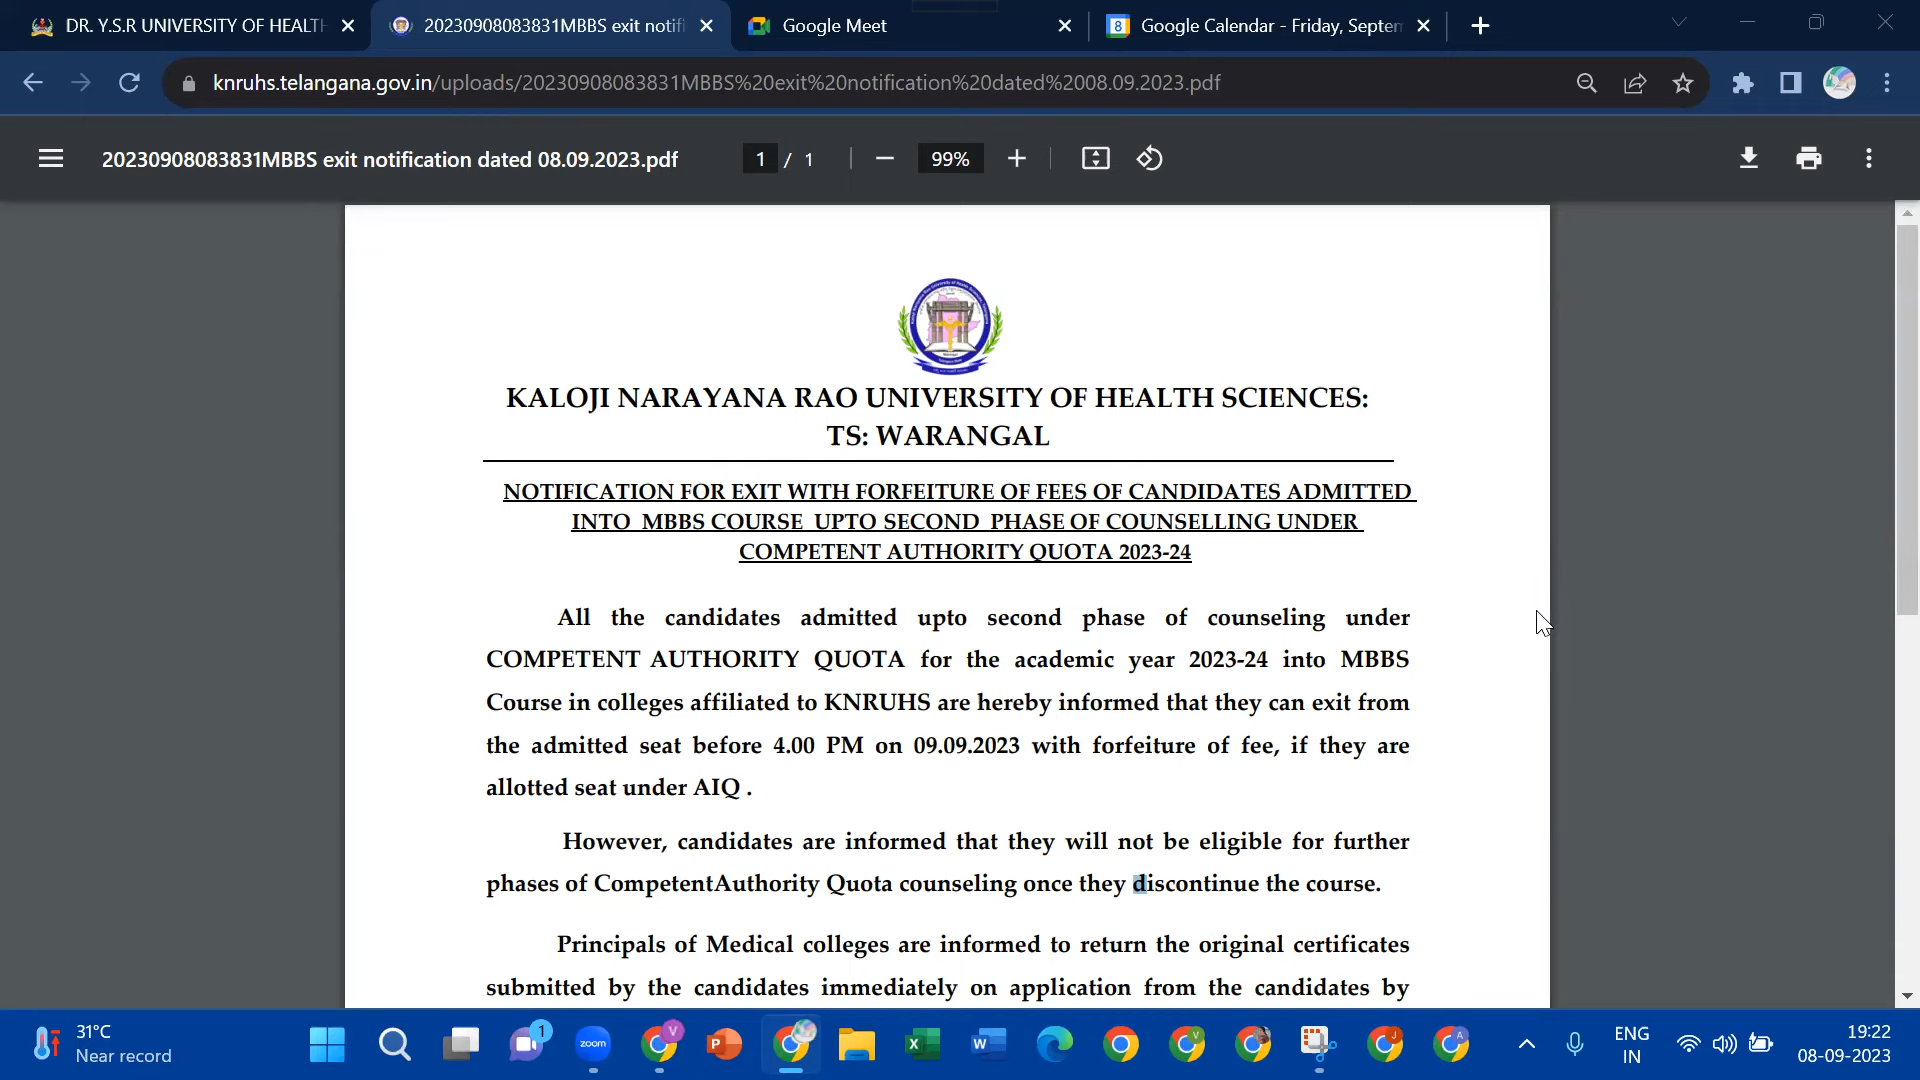 DR. Y.S.R UNIVERSITY OF HEALTH
20230908083831MBBS exit notifi
Google Meet
8
Google Calendar - Friday, Septem
knruhs.telangana.gov.in/uploads/20230908083831MBBS%20exit%20notification%20dated%2008.09.2023.pdf
20230908083831MBBS exit notification dated 08.09.2023.pdf
1 / 1
99%
KALOJI NARAYANA RAO UNIVERSITY OF HEALTH SCIENCES:
TS: WARANGAL
NOTIFICATION FOR EXIT WITH FORFEITURE OF FEES OF CANDIDATES ADMITTED
INTO MBBS COURSE UPTO SECOND PHASE OF COUNSELLING UNDER
COMPETENT AUTHORITY QUOTA 2023-24
All the candidates admitted upto second phase of counseling under
COMPETENT AUTHORITY QUOTA for the academic year 2023-24 into MBBS
Course in colleges affiliated to KNRUHS are hereby informed that they can exit from
the admitted seat before 4.00 PM on 09.09.2023 with forfeiture of fee, if they are
allotted seat under AIQ .
However, candidates are informed that they will not be eligible for further
phases of CompetentAuthority Quota counseling once they discontinue the course.
Principals of Medical colleges are informed to return the original certificates
submitted by the candidates immediately on application from the candidates by
31°C
Near record
1
zoom
V
P
X
W
V
J
A
ENG
IN
19:22
08-09-2023